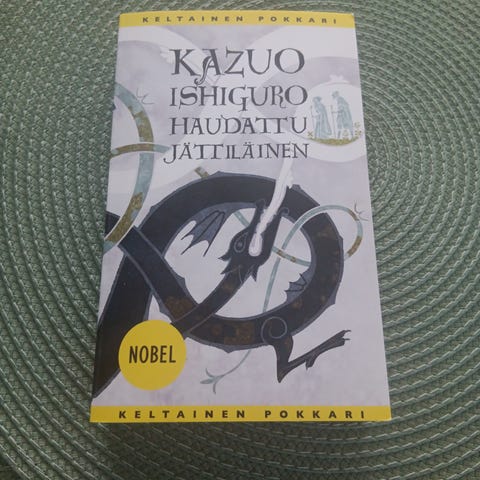 KELTAINEN POKKARI
KAZUO
ISHIGURO
HAUDATTU
JÄTTILÄINEN
NOBEL
KELTAINEN POKKARI